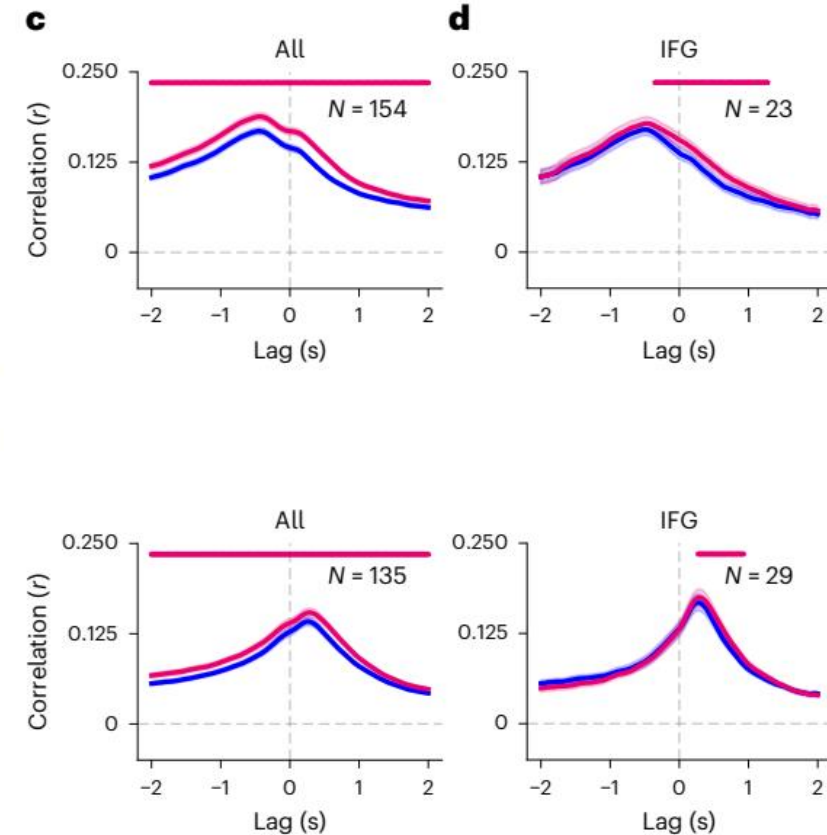 c
All
0.250
N = 154
0.125
0
Correlation (r)
−2 −1 0 1 2
Lag (s)
d
IFG
0.250
N = 23
0.125
0
−2 −1 0 1 2
Lag (s)
All
0.250
N = 135
0.125
0
Correlation (r)
−2 −1 0 1 2
Lag (s)
IFG
0.250
N = 29
0.125
0
−2 −1 0 1 2
Lag (s)